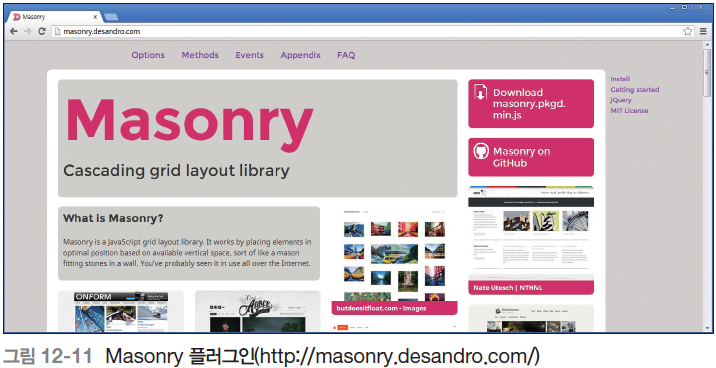 Masonry
masonry.desandro.com
Options Methods Events Appendix FAQ
Masonry
Cascading grid layout library
Download
masonry.pkgd.
min.js
Masonry on
GitHub
Install
Getting started
jQuery
MIT License
What is Masonry?
Masonry is a JavaScript grid layout library. It works by placing elements in
optimal position based on available vertical space, sort of like a mason
fitting stones in a wall. You've probably seen it in use all over the Internet.
butdoesitfloat.com - Images
Nate Utesch | NTHNL
ONFORM
그림 12-11 Masonry 플러그인(http://masonry.desandro.com/)